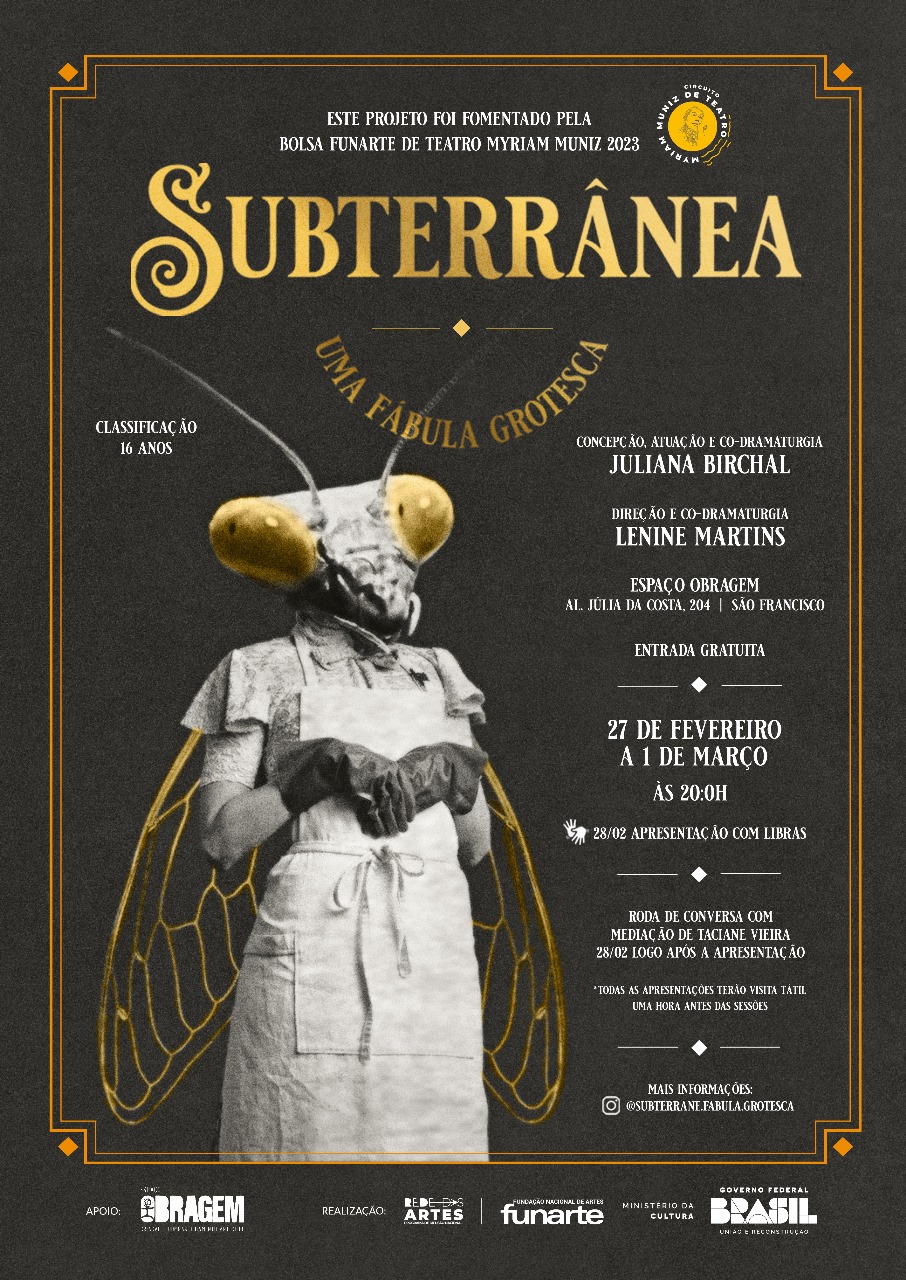 ESTE PROJETO FOI FOMENTADO PELA
BOLSA FUNARTE DE TEATRO MYRIAM MUNIZ 2023
CIRCUITO
MYRIAM MUNIZ DE TEATRO
SUBTERRÂNEA
UMA FÁBULA GROTESCA
CLASSIFICAÇÃO
16 ANOS
CONCEPÇÃO, ATUAÇÃO E CO-DRAMATURGIA
JULIANA BIRCHAL
DIREÇÃO E CO-DRAMATURGIA
LENINE MARTINS
ESPAÇO OBRAGEM
AL. JÚLIA DA COSTA, 204 | SÃO FRANCISCO
ENTRADA GRATUITA
27 DE FEVEREIRO
A 1 DE MARÇO
ÀS 20:0H
28/02 APRESENTAÇÃO COM LIBRAS
RODA DE CONVERSA COM
MEDIAÇÃO DE TACIANE VIEIRA
28/02 LOGO APÓS A APRESENTAÇÃO
*TODAS AS APRESENTAÇÕES TERÃO VISITA TÁTIL
UMA HORA ANTES DAS SESSÕES
MAIS INFORMAÇÕES:
@SUBTERRANE.FABULA.GROTESCA
APOIO:
OBRAGEM
REALIZAÇÃO:
REDE DAS
ARTES
FUNDAÇÃO NACIONAL DE ARTES
funarte
MINISTÉRIO DA
CULTURA
GOVERNO FEDERAL
BRASIL
UNIÃO E RECONSTRUÇÃO